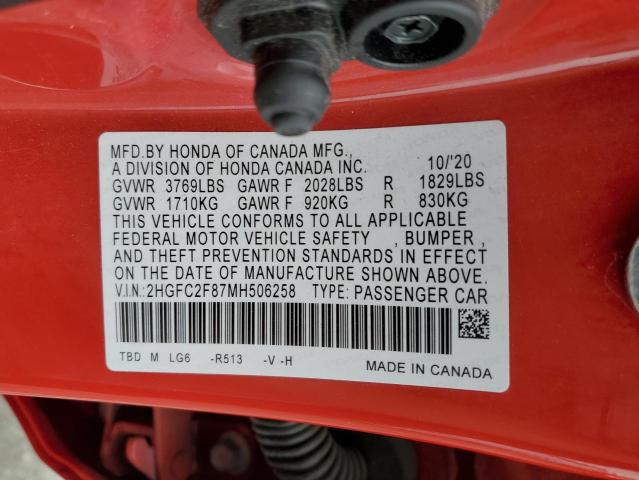 MFD.BY HONDA OF CANADA MFG.,
A DIVISION OF HONDA CANADA INC. 10/'20
GVWR 3769LBS GAWR F 2028LBS R 1829LBS
GVWR 1710KG GAWR F 920KG R 830KG
THIS VEHICLE CONFORMS TO ALL APPLICABLE
FEDERAL MOTOR VEHICLE SAFETY , BUMPER ,
AND THEFT PREVENTION STANDARDS IN EFFECT
ON THE DATE OF MANUFACTURE SHOWN ABOVE.
V.I.N.:2HGFC2F87MH506258 TYPE: PASSENGER CAR
TBD M LG6 -R513 -V -H MADE IN CANADA